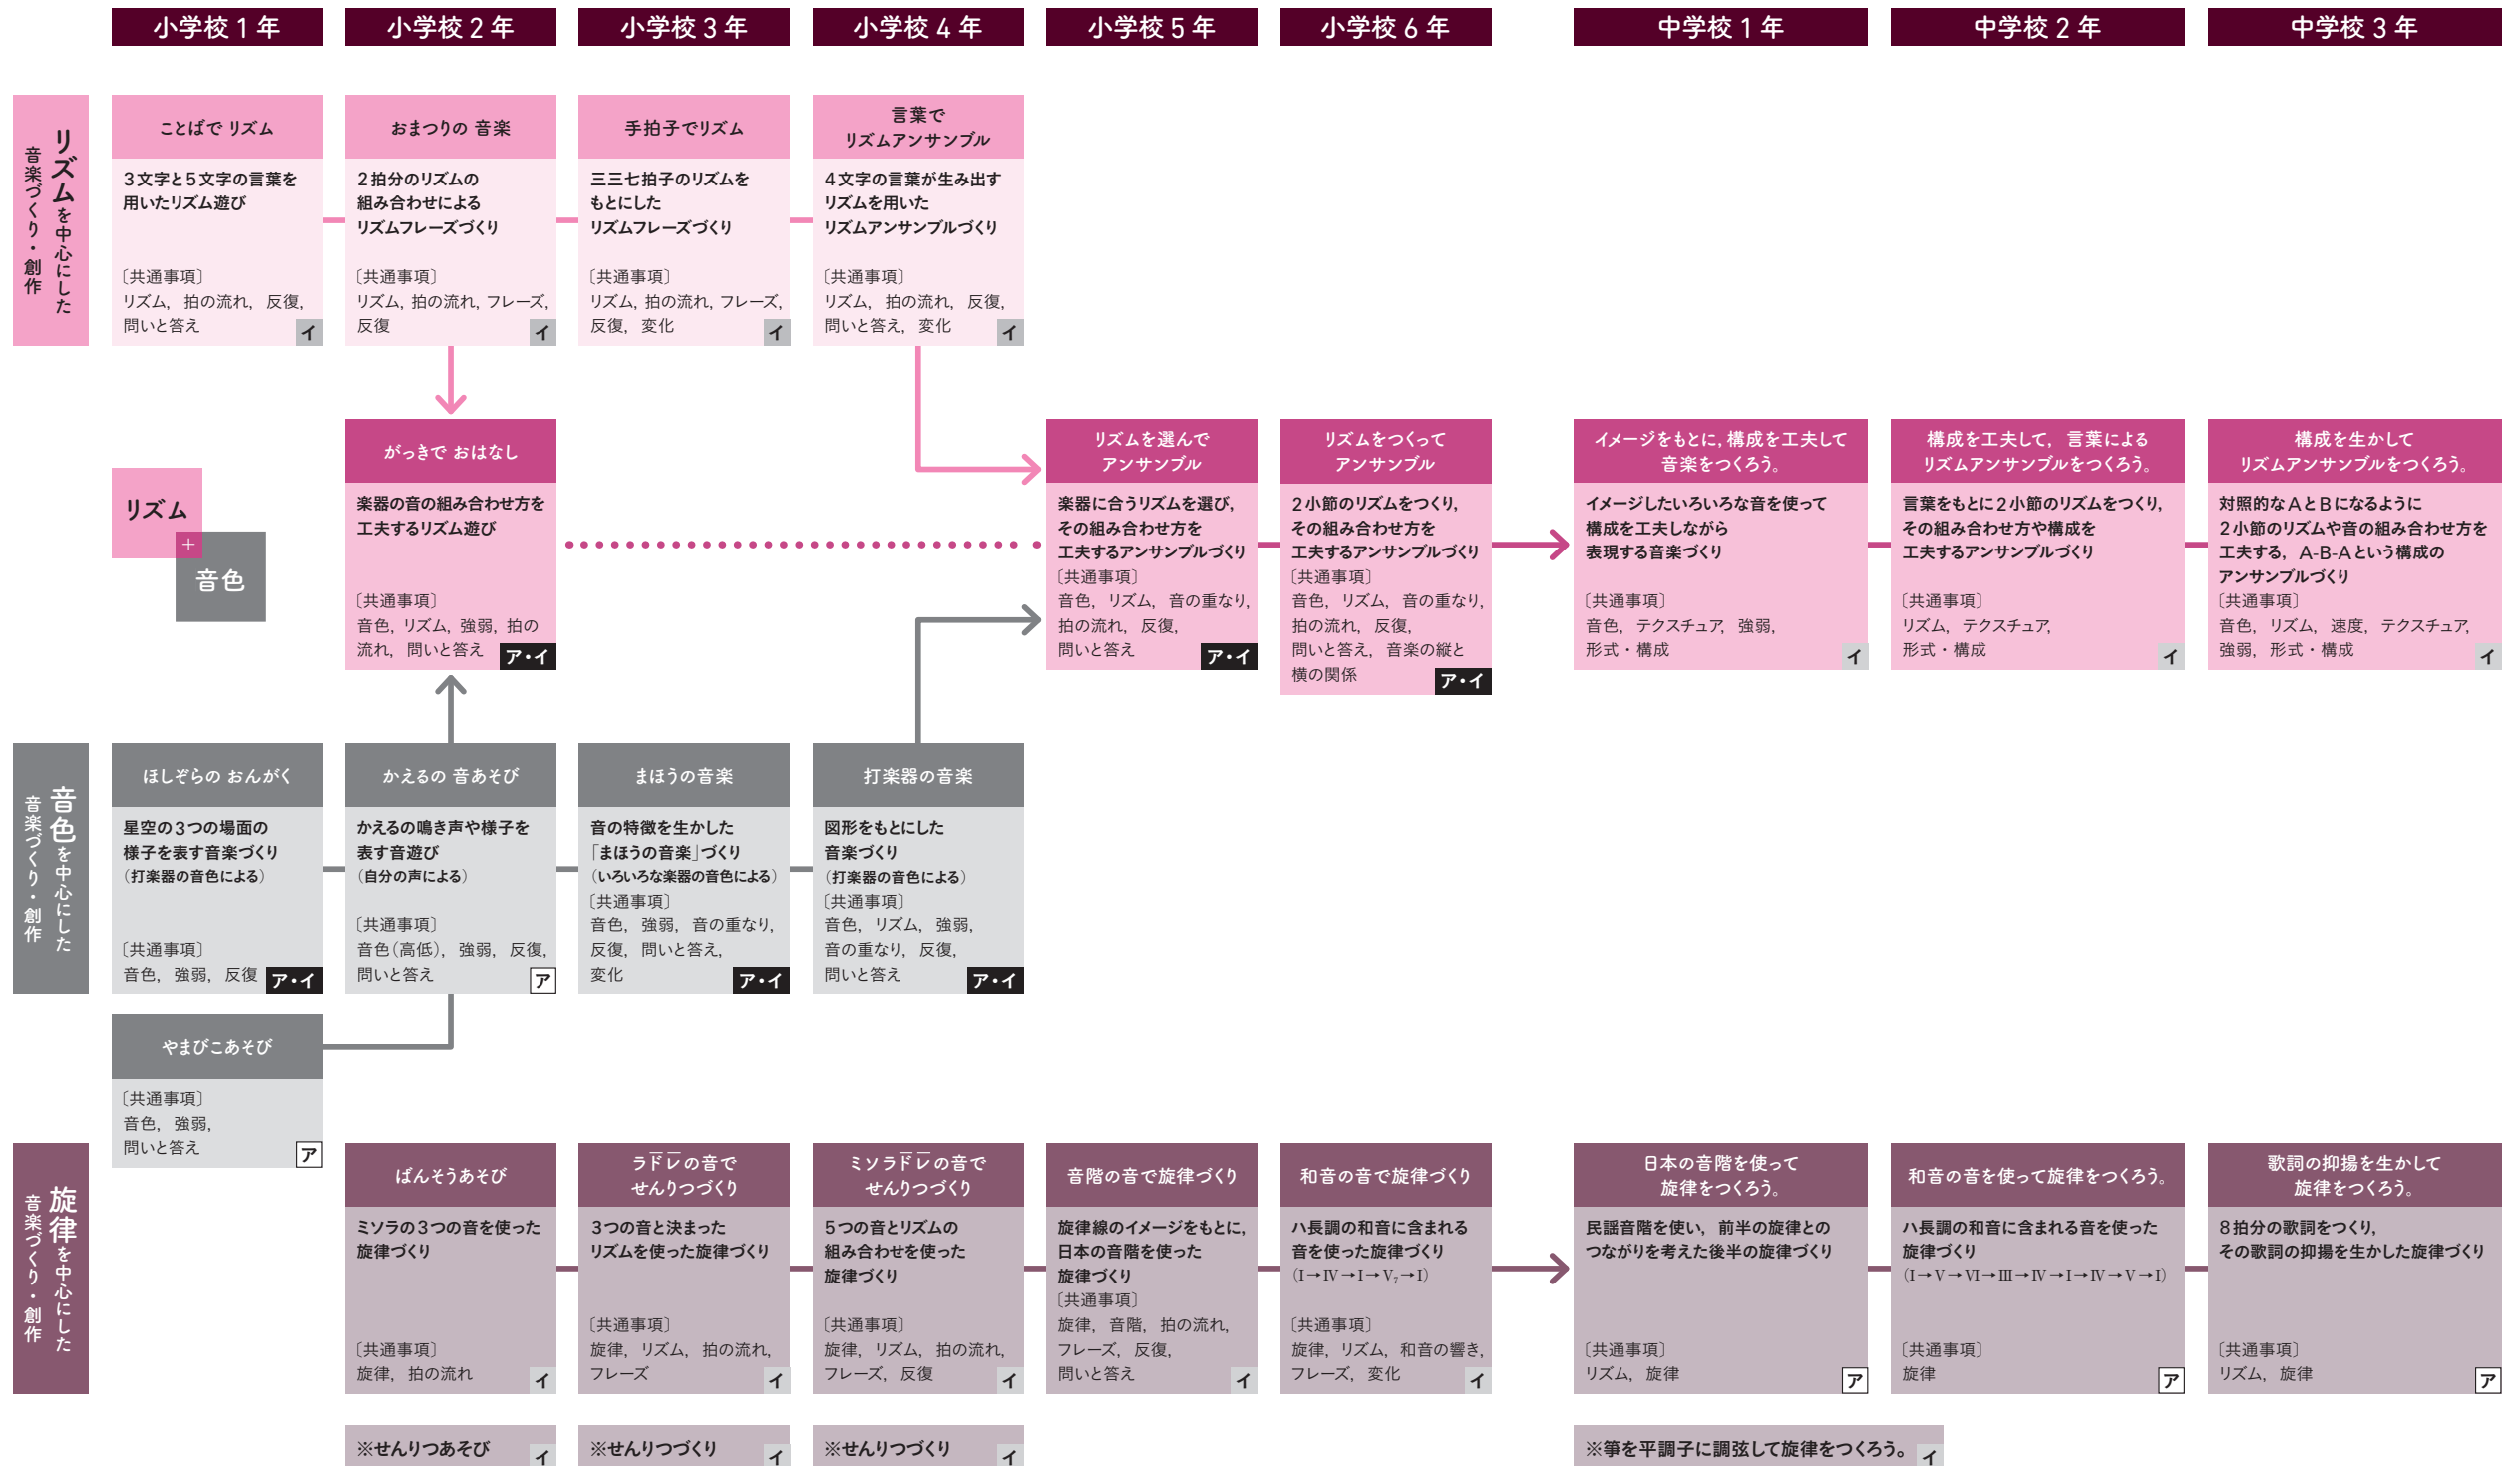 小学校 1 年
小学校 2 年
小学校 3 年
小学校 4 年
小学校 5 年
小学校 6 年
中学校 1 年
中学校 2 年
中学校 3 年
リズムを中心にした
音楽づくり・創作
ことばで リズム
3文字と5文字の言葉を
用いたリズム遊び
〔共通事項〕
リズム, 拍の流れ, 反復,
問いと答え
イ
おまつりの 音楽
2拍分のリズムの
組み合わせによる
リズムフレーズづくり
〔共通事項〕
リズム, 拍の流れ, フレーズ,
反復
イ
手拍子でリズム
三三七拍子のリズムを
もとにした
リズムフレーズづくり
〔共通事項〕
リズム, 拍の流れ, フレーズ,
反復, 変化
イ
言葉で
リズムアンサンブル
4文字の言葉が生み出す
リズムを用いた
リズムアンサンブルづくり
〔共通事項〕
リズム, 拍の流れ, 反復,
問いと答え, 変化
イ
リズム
+
音色
がっきで おはなし
楽器の音の組み合わせ方を
工夫するリズム遊び
〔共通事項〕
音色, リズム, 強弱, 拍の
流れ, 問いと答え
ア・イ
リズムを選んで
アンサンブル
楽器に合うリズムを選び,
その組み合わせ方を
工夫するアンサンブルづくり
〔共通事項〕
音色, リズム, 音の重なり,
拍の流れ, 反復,
問いと答え
ア・イ
リズムをつくって
アンサンブル
2小節のリズムをつくり,
その組み合わせ方を
工夫するアンサンブルづくり
〔共通事項〕
音色, リズム, 音の重なり,
拍の流れ, 反復,
問いと答え, 音楽の縦と
横の関係
ア・イ
イメージをもとに, 構成を工夫して
音楽をつくろう。
イメージしたいろいろな音を使って
構成を工夫しながら
表現する音楽づくり
〔共通事項〕
音色, テクスチュア, 強弱,
形式・構成
イ
構成を工夫して, 言葉による
リズムアンサンブルをつくろう。
言葉をもとに2小節のリズムをつくり,
その組み合わせ方や構成を
工夫するアンサンブルづくり
〔共通事項〕
リズム, テクスチュア,
形式・構成
イ
構成を生かして
リズムアンサンブルをつくろう。
対照的なAとBになるように
2小節のリズムや音の組み合わせ方を
工夫する, A-B-Aという構成の
アンサンブルづくり
〔共通事項〕
音色, リズム, 速度, テクスチュア,
強弱, 形式・構成
イ
音色を中心にした
音楽づくり・創作
ほしぞらの おんがく
星空の3つの場面の
様子を表す音楽づくり
(打楽器の音色による)
〔共通事項〕
音色, 強弱, 反復
ア・イ
かえるの 音あそび
かえるの鳴き声や様子を
表す音遊び
(自分の声による)
〔共通事項〕
音色(高低), 強弱, 反復,
問いと答え
ア
まほうの音楽
音の特徴を生かした
「まほうの音楽」づくり
(いろいろな楽器の音色による)
〔共通事項〕
音色, 強弱, 音の重なり,
反復, 問いと答え,
変化
ア・イ
打楽器の音楽
図形をもとにした
音楽づくり
(打楽器の音色による)
〔共通事項〕
音色, リズム, 強弱,
音の重なり, 反復,
問いと答え
ア・イ
やまびこあそび
〔共通事項〕
音色, 強弱,
問いと答え
ア
旋律を中心にした
音楽づくり・創作
ばんそうあそび
ミソラの3つの音を使った
旋律づくり
〔共通事項〕
旋律, 拍の流れ
イ
ラド̅レ̅の音で
せんりつづくり
3つの音と決まった
リズムを使った旋律づくり
〔共通事項〕
旋律, リズム, 拍の流れ,
フレーズ
イ
ミソラド̅レ̅の音で
せんりつづくり
5つの音とリズムの
組み合わせを使った
旋律づくり
〔共通事項〕
旋律, リズム, 拍の流れ,
フレーズ, 反復
イ
音階の音で旋律づくり
旋律線のイメージをもとに,
日本の音階を使った
旋律づくり
〔共通事項〕
旋律, 音階, 拍の流れ,
フレーズ, 反復,
問いと答え
イ
和音の音で旋律づくり
ハ長調の和音に含まれる
音を使った旋律づくり
(Ⅰ→Ⅳ→Ⅰ→Ⅴ₇→Ⅰ)
〔共通事項〕
旋律, リズム, 和音の響き,
フレーズ, 変化
イ
日本の音階を使って
旋律をつくろう。
民謡音階を使い, 前半の旋律との
つながりを考えた後半の旋律づくり
〔共通事項〕
リズム, 旋律
ア
和音の音を使って旋律をつくろう。
ハ長調の和音に含まれる音を使った
旋律づくり
(Ⅰ→Ⅴ→Ⅵ→Ⅲ→Ⅳ→Ⅰ→Ⅳ→Ⅴ→Ⅰ)
〔共通事項〕
旋律
ア
歌詞の抑揚を生かして
旋律をつくろう。
8拍分の歌詞をつくり,
その歌詞の抑揚を生かした旋律づくり
〔共通事項〕
リズム, 旋律
ア
※せんりつあそび
イ
※せんりつづくり
イ
※せんりつづくり
イ
※箏を平調子に調弦して旋律をつくろう。
イ